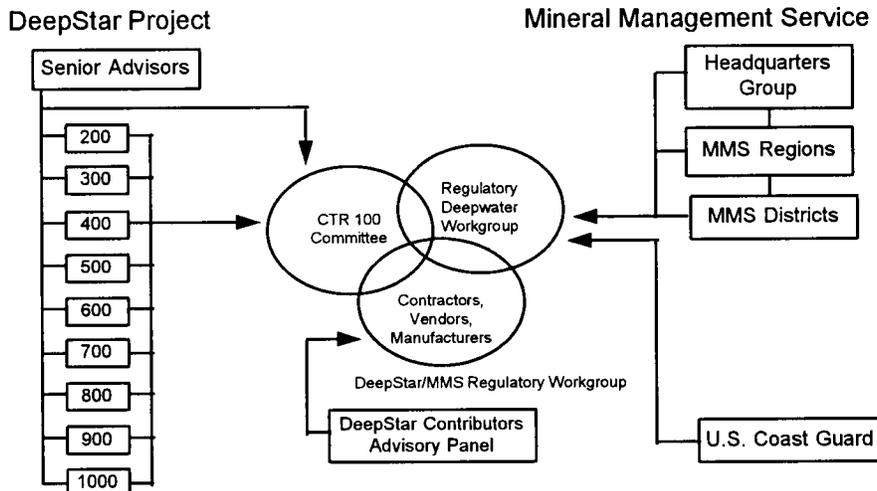 DeepStar Project
Mineral Management Service
Senior Advisors
200
300
400
500
600
700
800
900
1000
CTR 100
Committee
Regulatory
Deepwater
Workgroup
Contractors,
Vendors,
Manufacturers
DeepStar/MMS Regulatory Workgroup
DeepStar Contributors
Advisory Panel
Headquarters
Group
MMS Regions
MMS Districts
U.S. Coast Guard